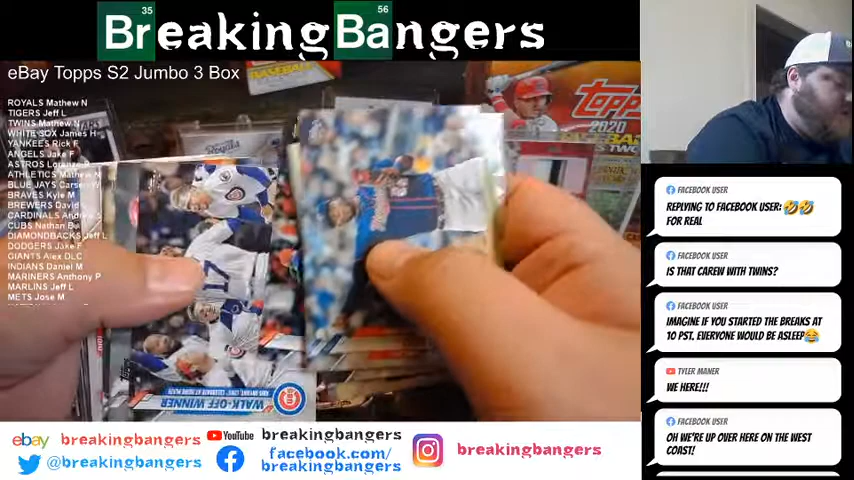 35 56
BreakingBangers
eBay Topps S2 Jumbo 3 Box
ROYALS Mathew N
TIGERS Jeff L
TWINS Mathew N
WHITE SOX James H
YANKEES Rick F
ANGELS Jake F
ASTROS
ATHLETICS Mathew N
BLUE JAYS
BRAVES Kyle M
BREWERS David
CARDINALS
CUBS Nathan B
DIAMONDBACKS Jeff L
DODGERS Jake F
GIANTS Alex DLC
INDIANS Daniel M
MARINERS Anthony P
MARLINS Jeff L
METS Jose M
Royals
topps
2020
WALK-OFF WINNER
FACEBOOK USER
REPLYING TO FACEBOOK USER: 🤣🤣
FOR REAL
FACEBOOK USER
IS THAT CAREW WITH TWINS?
FACEBOOK USER
IMAGINE IF YOU STARTED THE BREAKS AT
10 PST, EVERYONE WOULD BE ASLEEP😂
TYLER MANER
WE HERE!!!
FACEBOOK USER
OH WE'RE UP OVER HERE ON THE WEST
COAST!
ebay breakingbangers
YouTube breakingbangers
@breakingbangers
facebook.com/
breakingbangers
breakingbangers